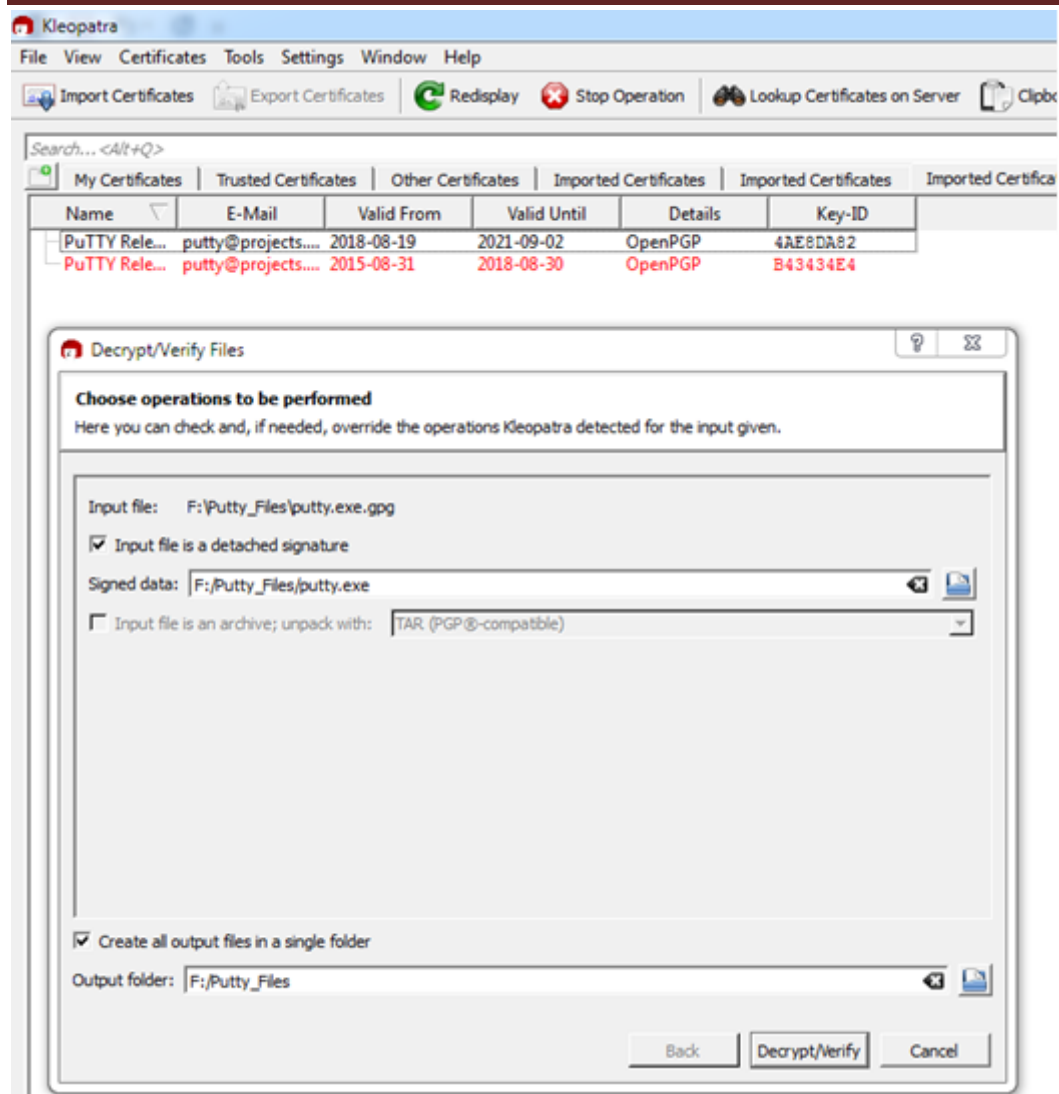 Kleopatra
File View Certificates Tools Settings Window Help
Import Certificates Export Certificates Redisplay Stop Operation Lookup Certificates on Server Clipbo
Search...<Alt+Q>
My Certificates Trusted Certificates Other Certificates Imported Certificates Imported Certificates Imported Certifica
Name E-Mail Valid From Valid Until Details Key-ID
PuTTY Rele... putty@projects.... 2018-08-19 2021-09-02 OpenPGP 4AE8DA82
PuTTY Rele... putty@projects.... 2015-08-31 2018-08-30 OpenPGP B43434E4
Decrypt/Verify Files
Choose operations to be performed
Here you can check and, if needed, override the operations Kleopatra detected for the input given.
Input file: F:\Putty_Files\putty.exe.gpg
Input file is a detached signature
Signed data: F:/Putty_Files/putty.exe
Input file is an archive; unpack with: TAR (PGP®-compatible)
Create all output files in a single folder
Output folder: F:/Putty_Files
Back Decrypt/Verify Cancel